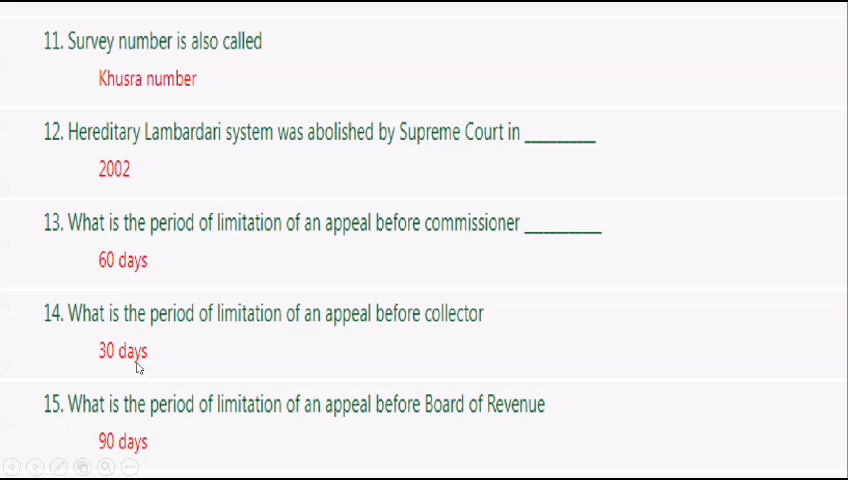 11. Survey number is also called
Khusra number
12. Hereditary Lambardari system was abolished by Supreme Court in __________
2002
13. What is the period of limitation of an appeal before commissioner __________
60 days
14. What is the period of limitation of an appeal before collector
30 days
15. What is the period of limitation of an appeal before Board of Revenue
90 days